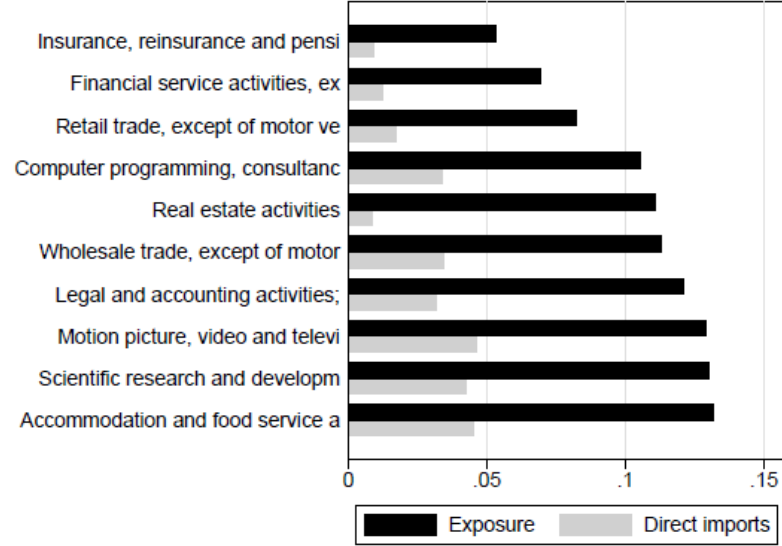 Insurance, reinsurance and pensi
Financial service activities, ex
Retail trade, except of motor ve
Computer programming, consultanc
Real estate activities
Wholesale trade, except of motor
Legal and accounting activities;
Motion picture, video and televi
Scientific research and developm
Accommodation and food service a
0 .05 .1 .15
Exposure Direct imports